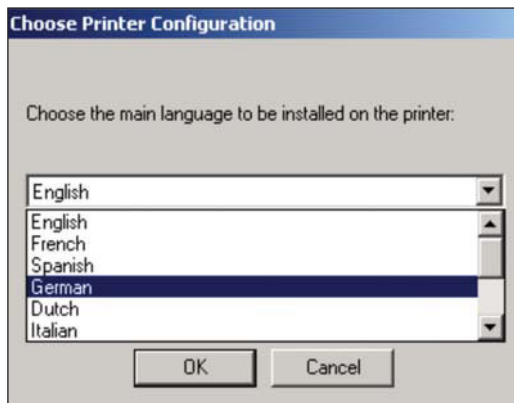 Choose Printer Configuration
Choose the main language to be installed on the printer:
English
English
French
Spanish
German
Dutch
Italian
OK Cancel